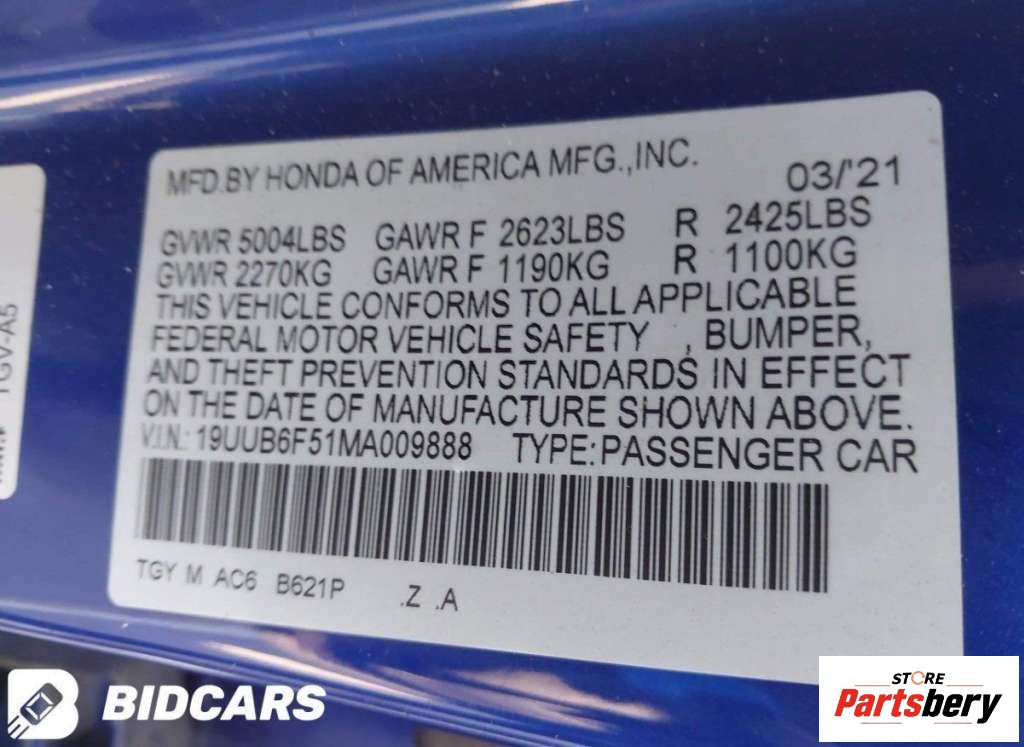 MFD.BY HONDA OF AMERICA MFG.,INC. 03/'21
GVWR 5004LBS GAWR F 2623LBS R 2425LBS
GVWR 2270KG GAWR F 1190KG R 1100KG
THIS VEHICLE CONFORMS TO ALL APPLICABLE
FEDERAL MOTOR VEHICLE SAFETY , BUMPER,
AND THEFT PREVENTION STANDARDS IN EFFECT
ON THE DATE OF MANUFACTURE SHOWN ABOVE.
V.I.N.: 19UUB6F51MA009888 TYPE:PASSENGER CAR
TGY M AC6 B621P .Z .A
TGV-A5
BIDCARS
STORE
Partsbery